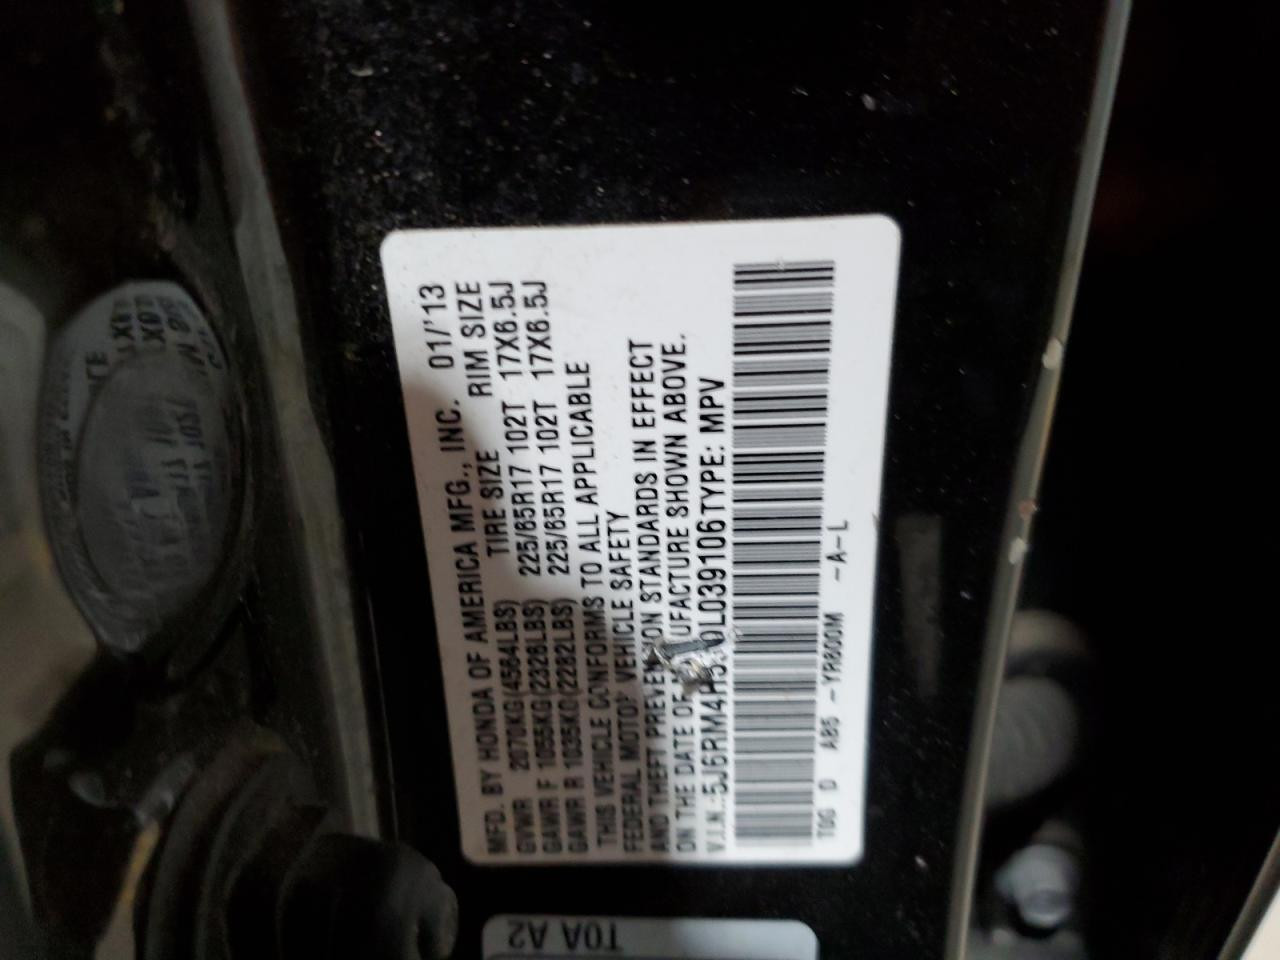 MFD. BY HONDA OF AMERICA MFG., INC. 01/'13
GVWR 2070KG(4564LBS) TIRE SIZE RIM SIZE
GAWR F 1055KG(2326LBS) 225/65R17 102T 17X6.5J
GAWR R 1035KG(2282LBS) 225/65R17 102T 17X6.5J
THIS VEHICLE CONFORMS TO ALL APPLICABLE
FEDERAL MOTOR VEHICLE SAFETY
AND THEFT PREVENTION STANDARDS IN EFFECT
ON THE DATE OF MANUFACTURE SHOWN ABOVE.
V.I.N.:5J6RM4H DL039106 TYPE: MPV
T0G D AB5 -YR600M -A-L
T0A A2